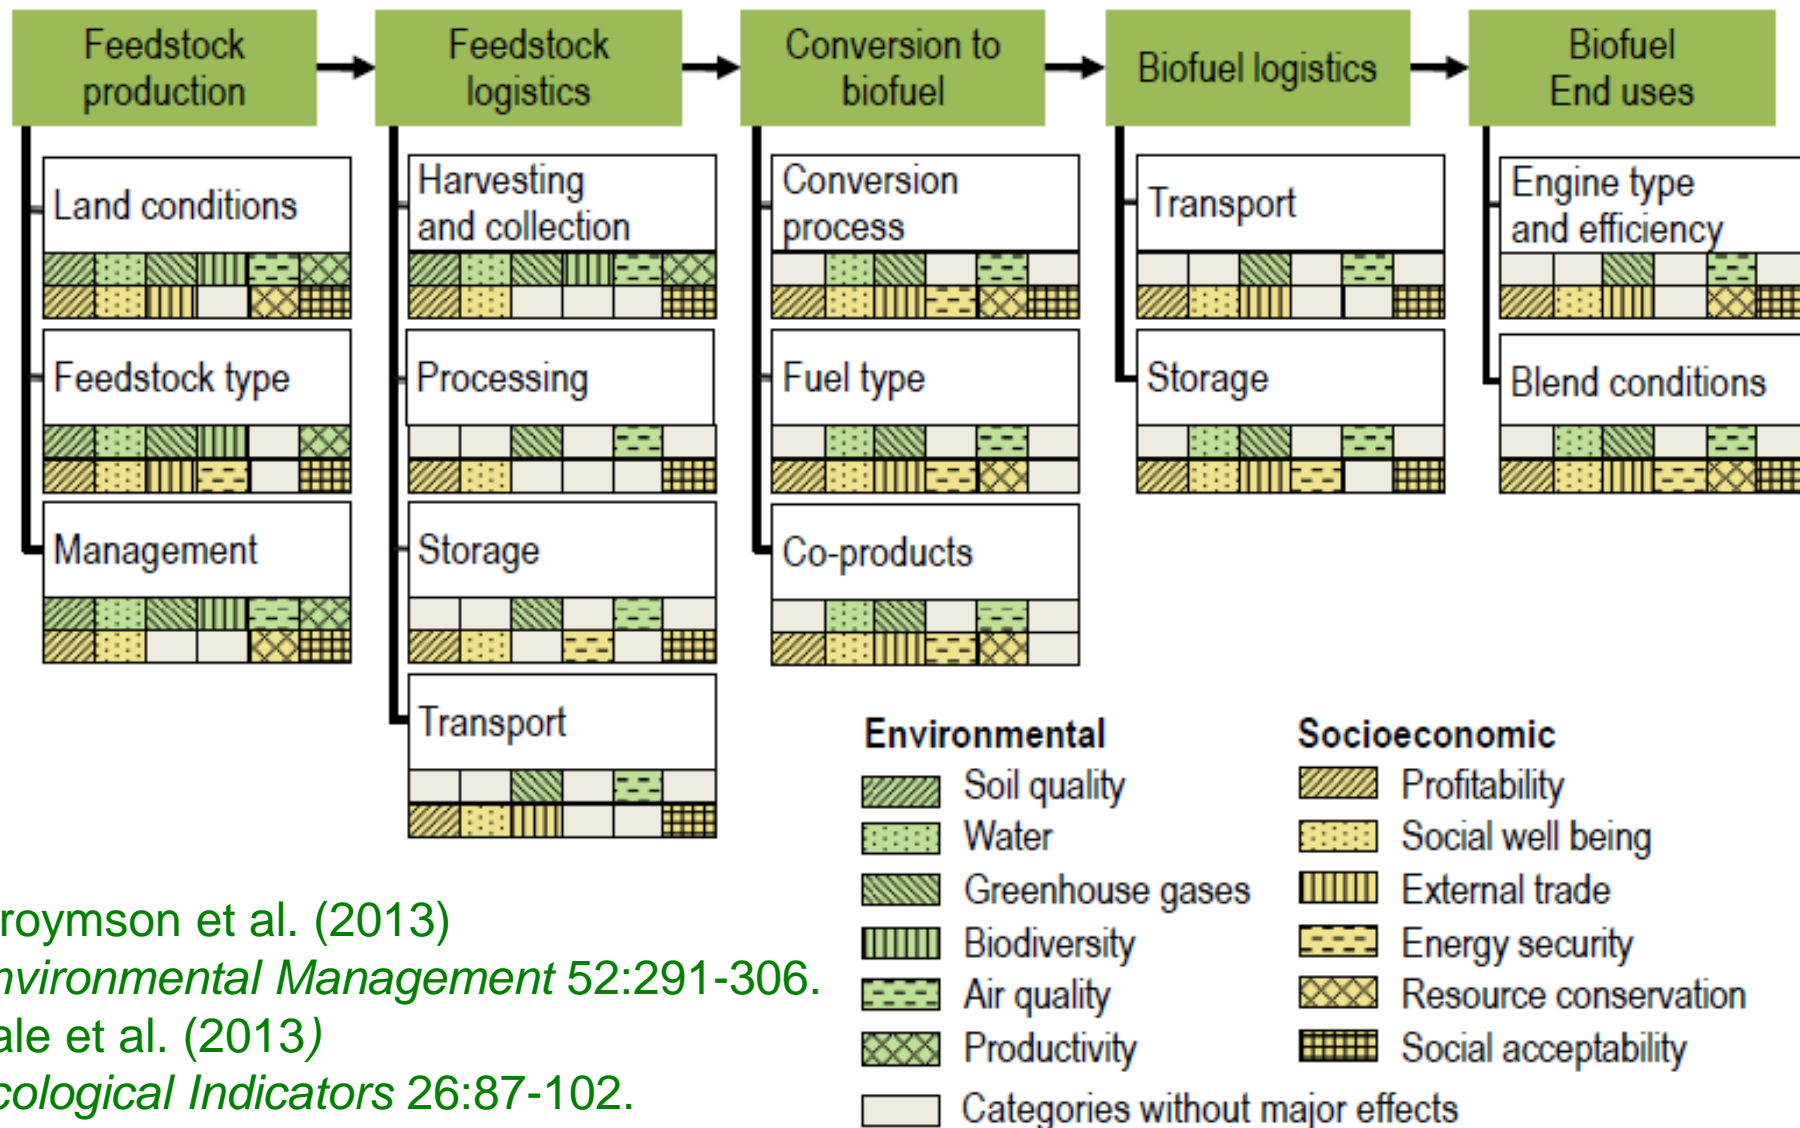 Feedstock
production
Feedstock
logistics
Conversion to
biofuel
Biofuel logistics
Biofuel
End uses
Land conditions
Feedstock type
Management
Harvesting
and collection
Processing
Storage
Transport
Conversion
process
Fuel type
Co-products
Transport
Storage
Engine type
and efficiency
Blend conditions
Environmental
Soil quality
Water
Greenhouse gases
Biodiversity
Air quality
Productivity
Socioeconomic
Profitability
Social well being
External trade
Energy security
Resource conservation
Social acceptability
Categories without major effects
roymson et al. (2013)
nvironmental Management 52:291-306.
ale et al. (2013)
cological Indicators 26:87-102.